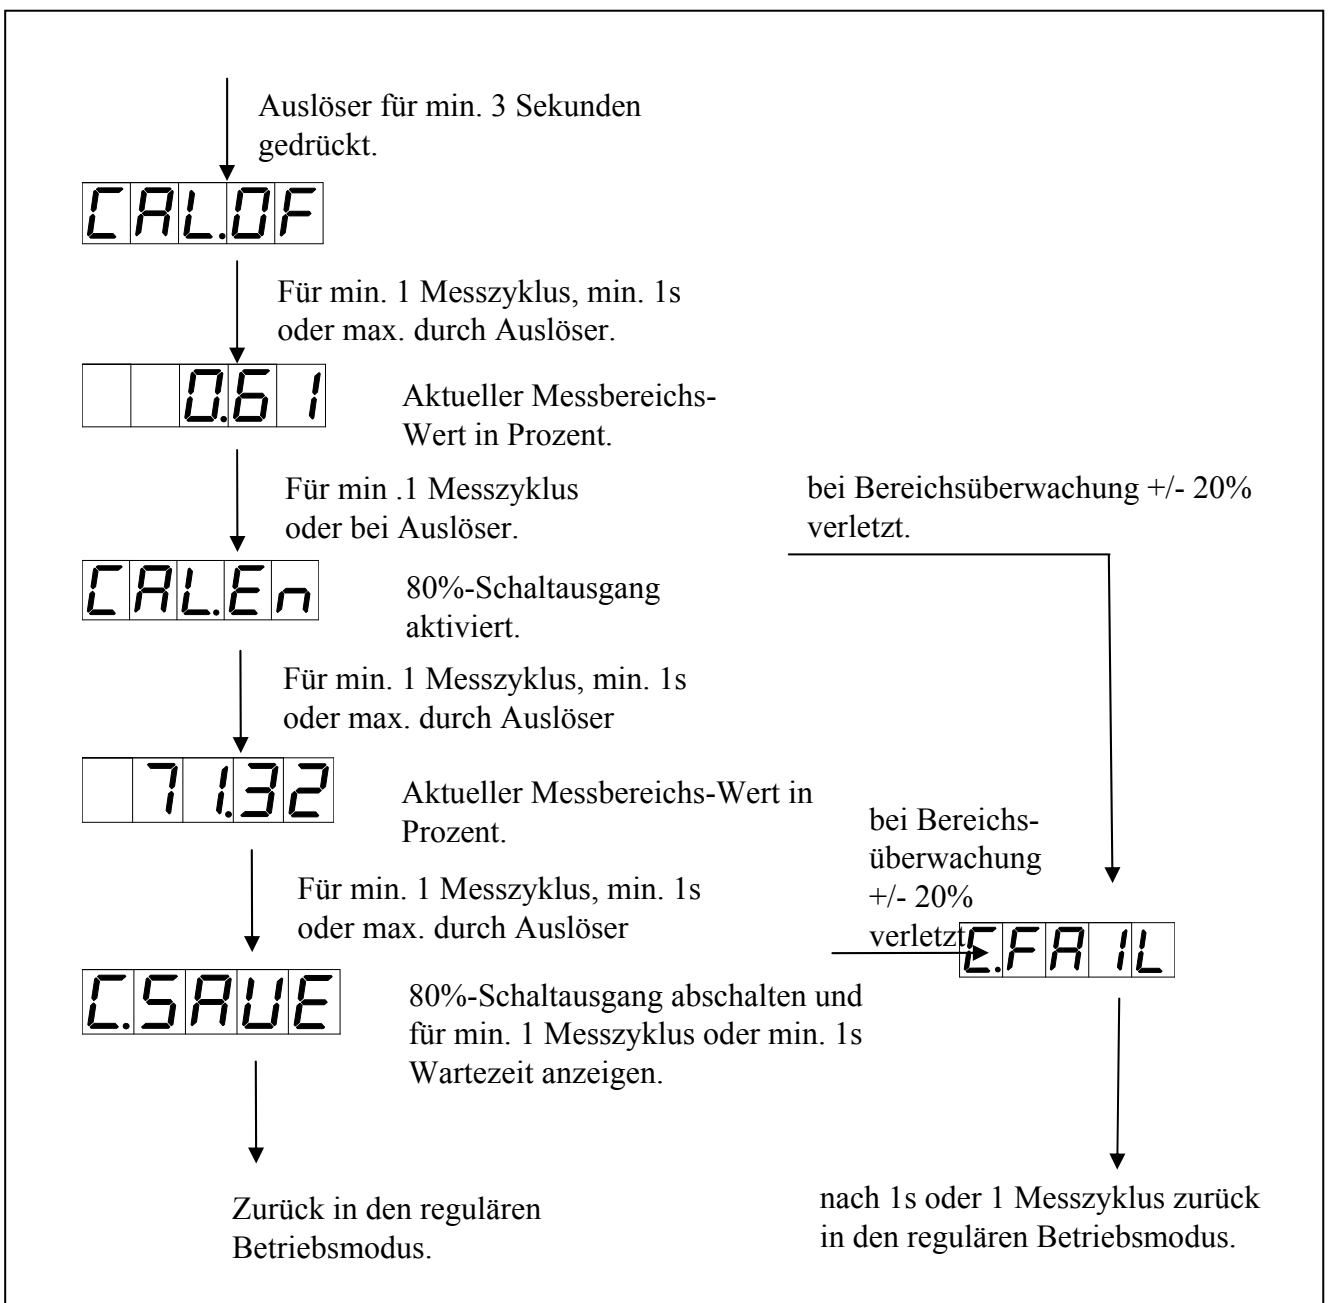 Auslöser für min. 3 Sekunden
gedrückt.
CAL.OF
Für min. 1 Messzyklus, min. 1s
oder max. durch Auslöser.
0.61
Aktueller Messbereichs-
Wert in Prozent.
Für min .1 Messzyklus
oder bei Auslöser.
bei Bereichsüberwachung +/- 20%
verletzt.
CAL.En
80%-Schaltausgang
aktiviert.
Für min. 1 Messzyklus, min. 1s
oder max. durch Auslöser
71.32
Aktueller Messbereichs-Wert in
Prozent.
bei Bereichs-
überwachung
+/- 20%
verletzt
Für min. 1 Messzyklus, min. 1s
oder max. durch Auslöser
C.FAIL
C.SAVE
80%-Schaltausgang abschalten und
für min. 1 Messzyklus oder min. 1s
Wartezeit anzeigen.
Zurück in den regulären
Betriebsmodus.
nach 1s oder 1 Messzyklus zurück
in den regulären Betriebsmodus.